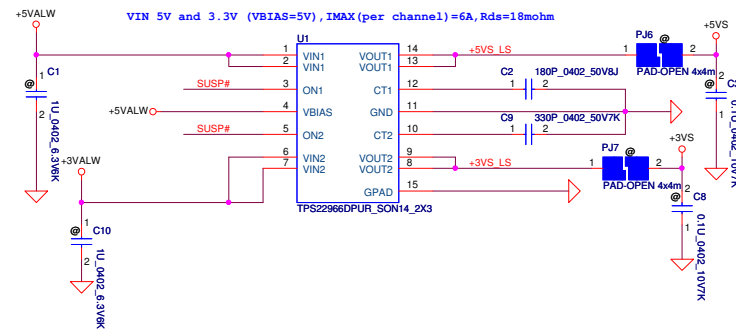 VIN 5V and 3.3V (VBIAS=5V),IMAX(per channel)=6A,Rds=18mohm
+5VALW
+5VS
U1
PJ6
1 VIN1 VOUT1 14 +5VS_LS 1 @ 2
2 VIN1 VOUT1 13
PAD-OPEN 4x4m
@ 1 C1
2
1U_0402_6.3V6K
SUSP# 3 ON1 CT1 12 C2 180P_0402_50V8J
1 2
@ 2
1
0.1U_0402_10V7K
+5VALW 4 VBIAS GND 11
SUSP# 5 ON2 CT2 10 C9 330P_0402_50V7K
1 2
+3VS
PJ7
+3VALW
6 VIN2 VOUT2 9
7 VIN2 VOUT2 8 +3VS_LS 1 @ 2
PAD-OPEN 4x4m
GPAD 15
TPS22966DPUR_SON14_2X3
@ 1 C10
2
1U_0402_6.3V6K
@ 2 C8
1
0.1U_0402_10V7K